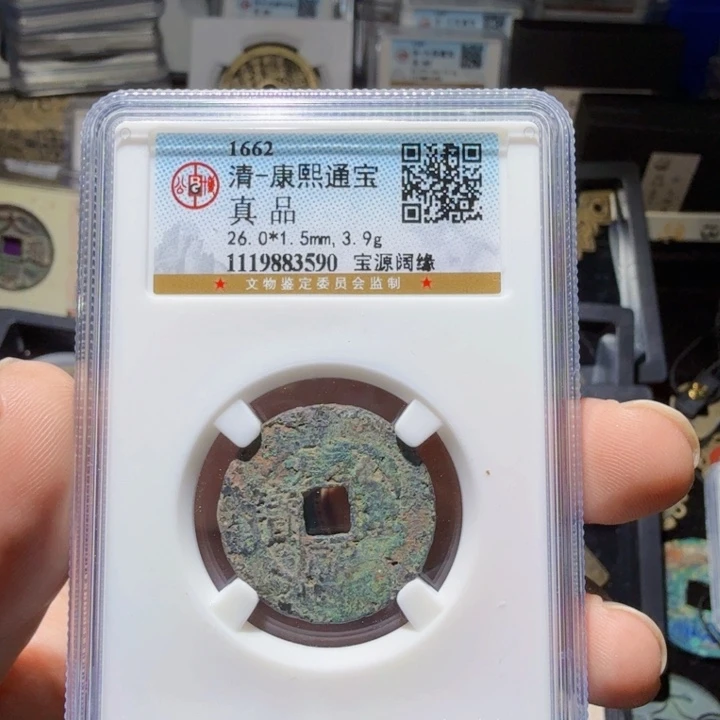 1662
清-康熙通宝
真品
26.0*1.5mm, 3.9g
1119883590 宝源阔缘
★ 文物鉴定委员会监制 ★